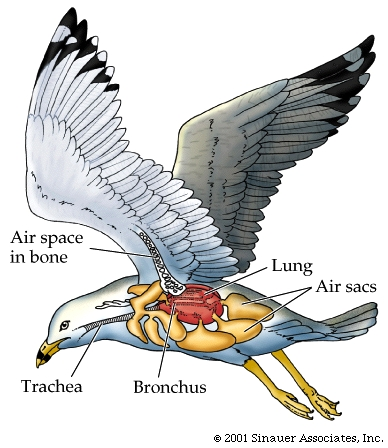 Air space
in bone
Lung
Air sacs
Trachea
Bronchus
© 2001 Sinauer Associates, Inc.